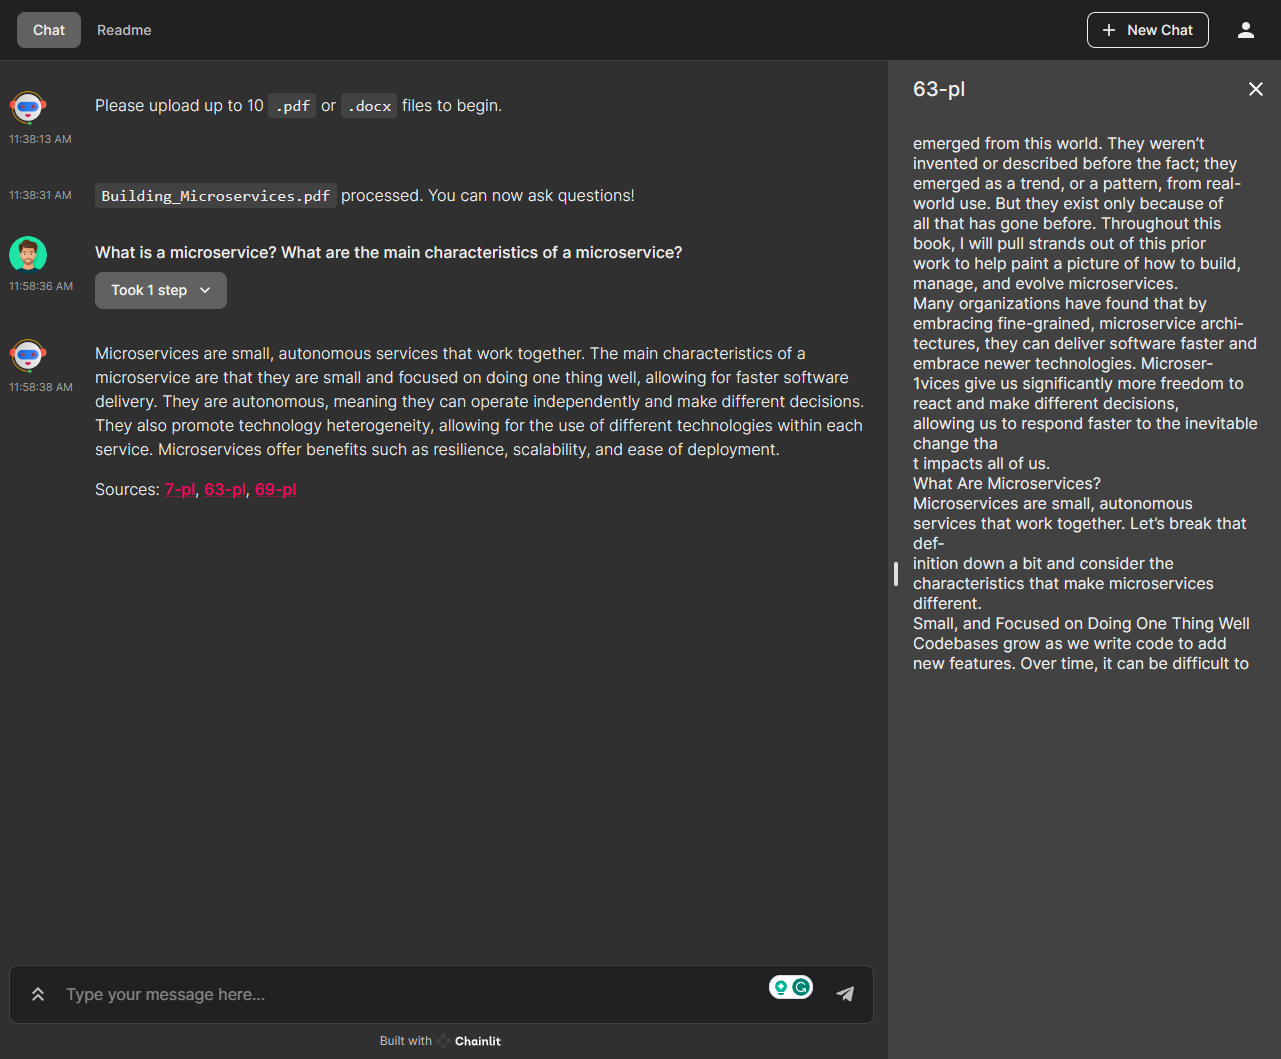 Chat
Readme
New Chat
Please upload up to 10 .pdf or .docx files to begin.
11:38:13 AM
11:38:31 AM
Building_Microservices.pdf processed. You can now ask questions!
What is a microservice? What are the main characteristics of a microservice?
11:58:36 AM
Took 1 step
Microservices are small, autonomous services that work together. The main characteristics of a
microservice are that they are small and focused on doing one thing well, allowing for faster software
delivery. They are autonomous, meaning they can operate independently and make different decisions.
They also promote technology heterogeneity, allowing for the use of different technologies within each
service. Microservices offer benefits such as resilience, scalability, and ease of deployment.
11:58:38 AM
Sources: 7-pl, 63-pl, 69-pl
Type your message here...
Built with Chainlit
63-pl
emerged from this world. They weren’t
invented or described before the fact; they
emerged as a trend, or a pattern, from real-
world use. But they exist only because of
all that has gone before. Throughout this
book, I will pull strands out of this prior
work to help paint a picture of how to build,
manage, and evolve microservices.
Many organizations have found that by
embracing fine-grained, microservice archi-
tectures, they can deliver software faster and
embrace newer technologies. Microser-
1vices give us significantly more freedom to
react and make different decisions,
allowing us to respond faster to the inevitable
change tha
t impacts all of us.
What Are Microservices?
Microservices are small, autonomous
services that work together. Let’s break that
def-
inition down a bit and consider the
characteristics that make microservices
different.
Small, and Focused on Doing One Thing Well
Codebases grow as we write code to add
new features. Over time, it can be difficult to